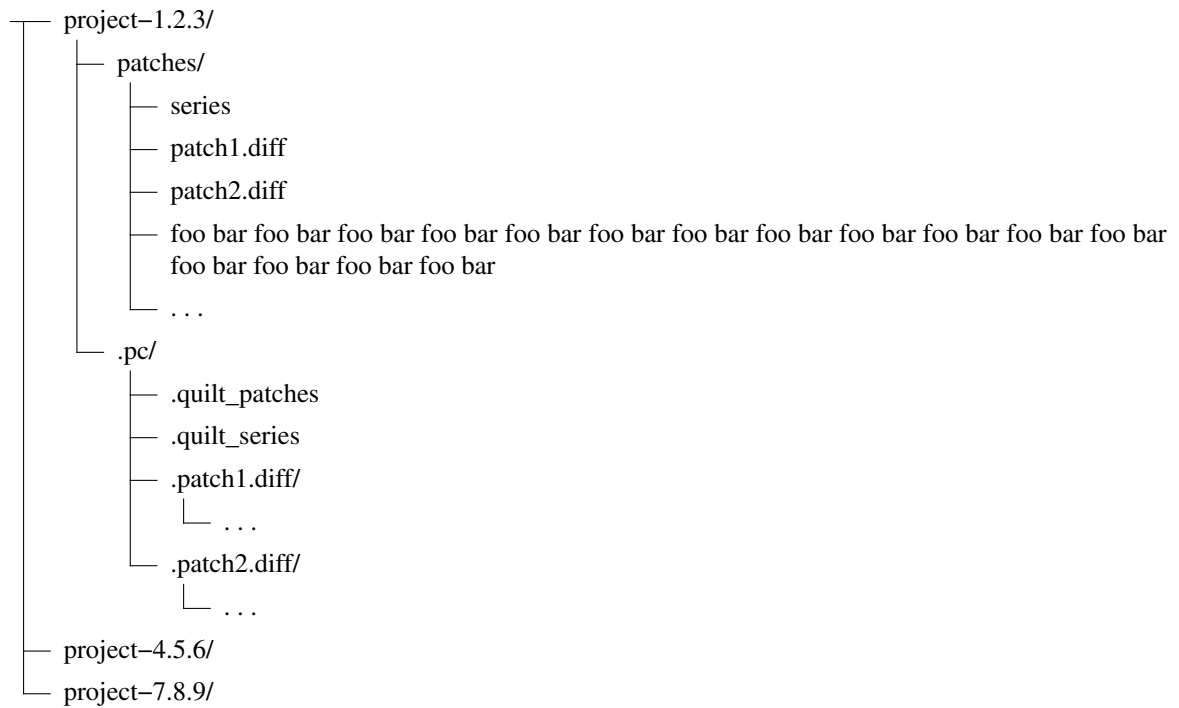 project−1.2.3/
patches/
series
patch1.diff
patch2.diff
foo bar foo bar foo bar foo bar foo bar foo bar foo bar foo bar foo bar foo bar foo bar foo bar
foo bar foo bar foo bar foo bar
. . .
.pc/
.quilt_patches
.quilt_series
.patch1.diff/
. . .
.patch2.diff/
. . .
project−4.5.6/
project−7.8.9/